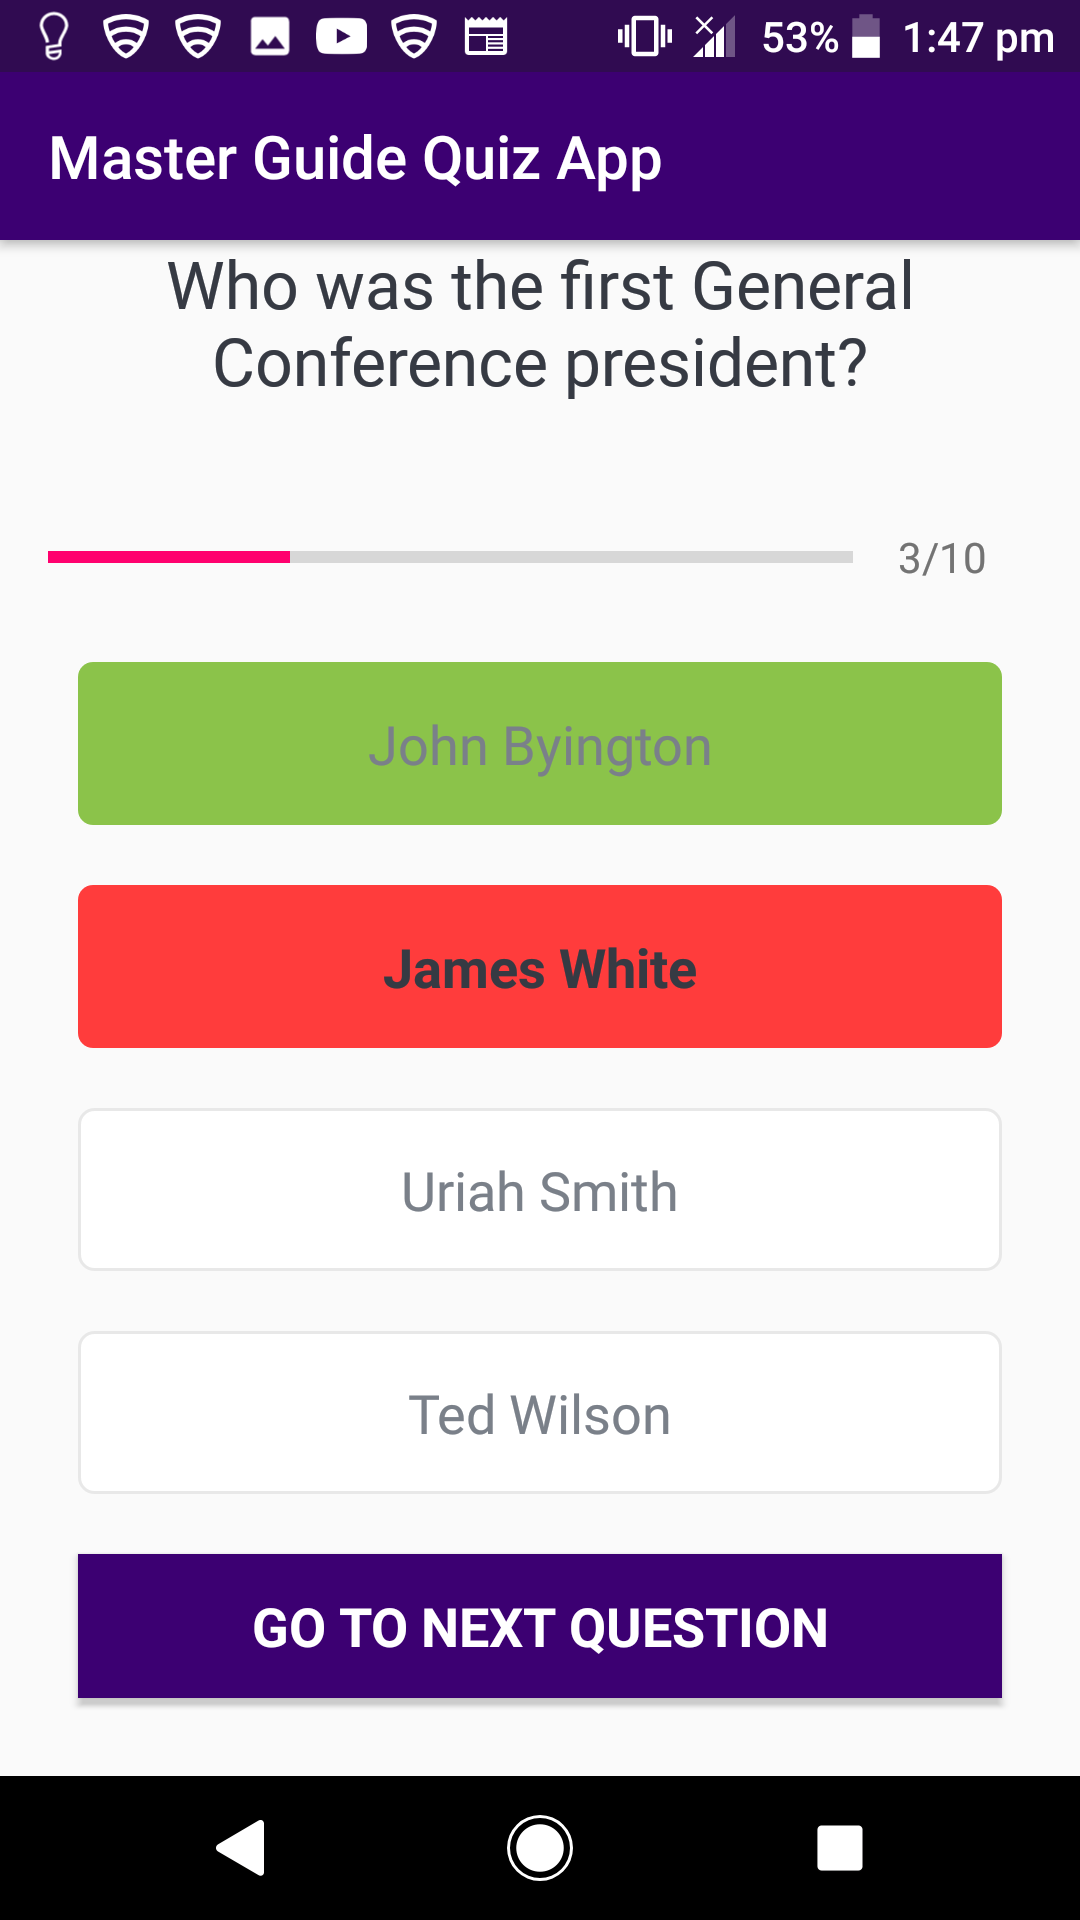 53% 1:47 pm
Master Guide Quiz App
Who was the first General
Conference president?
3/10
John Byington
James White
Uriah Smith
Ted Wilson
GO TO NEXT QUESTION